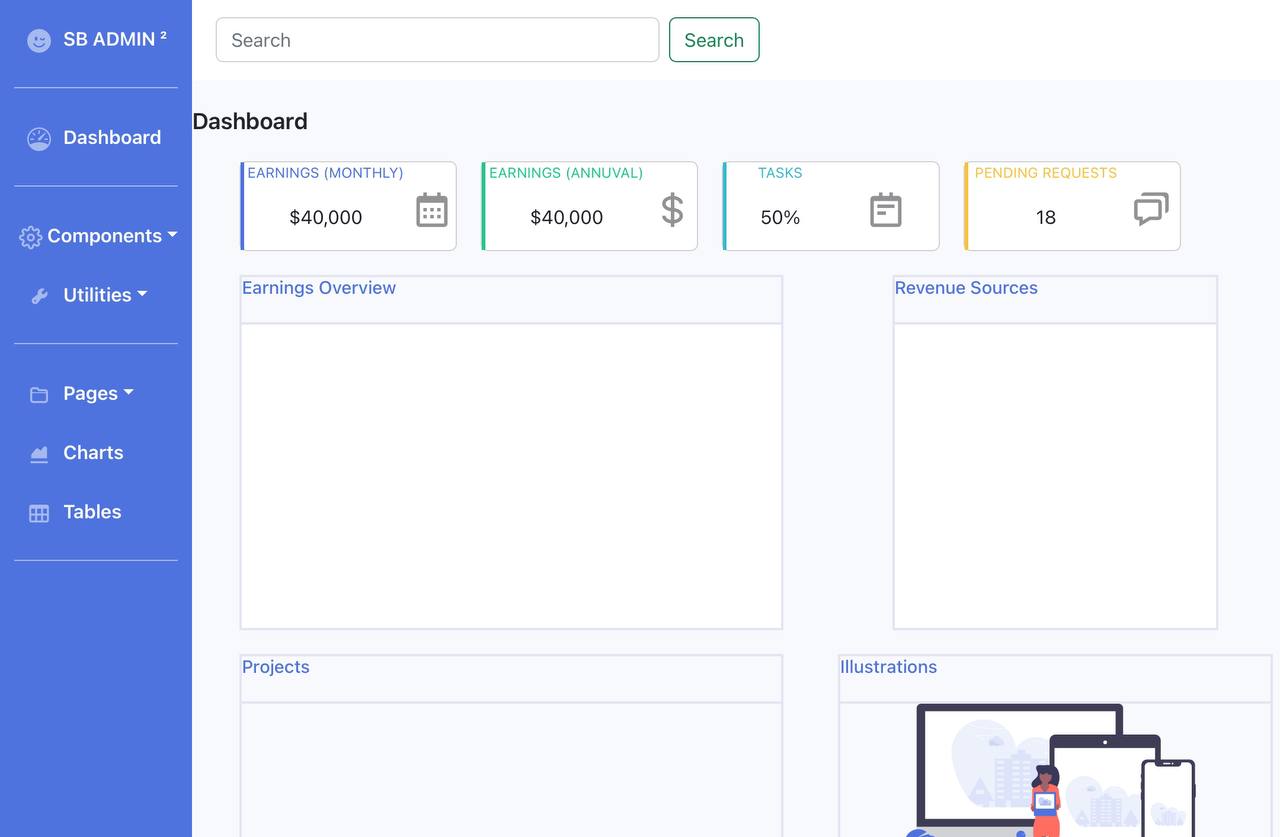 SB ADMIN ²
Search
Search
Dashboard
Components
Utilities
Pages
Charts
Tables
Dashboard
EARNINGS (MONTHLY)
$40,000
EARNINGS (ANNUVAL)
$40,000
TASKS
50%
PENDING REQUESTS
18
Earnings Overview
Revenue Sources
Projects
Illustrations